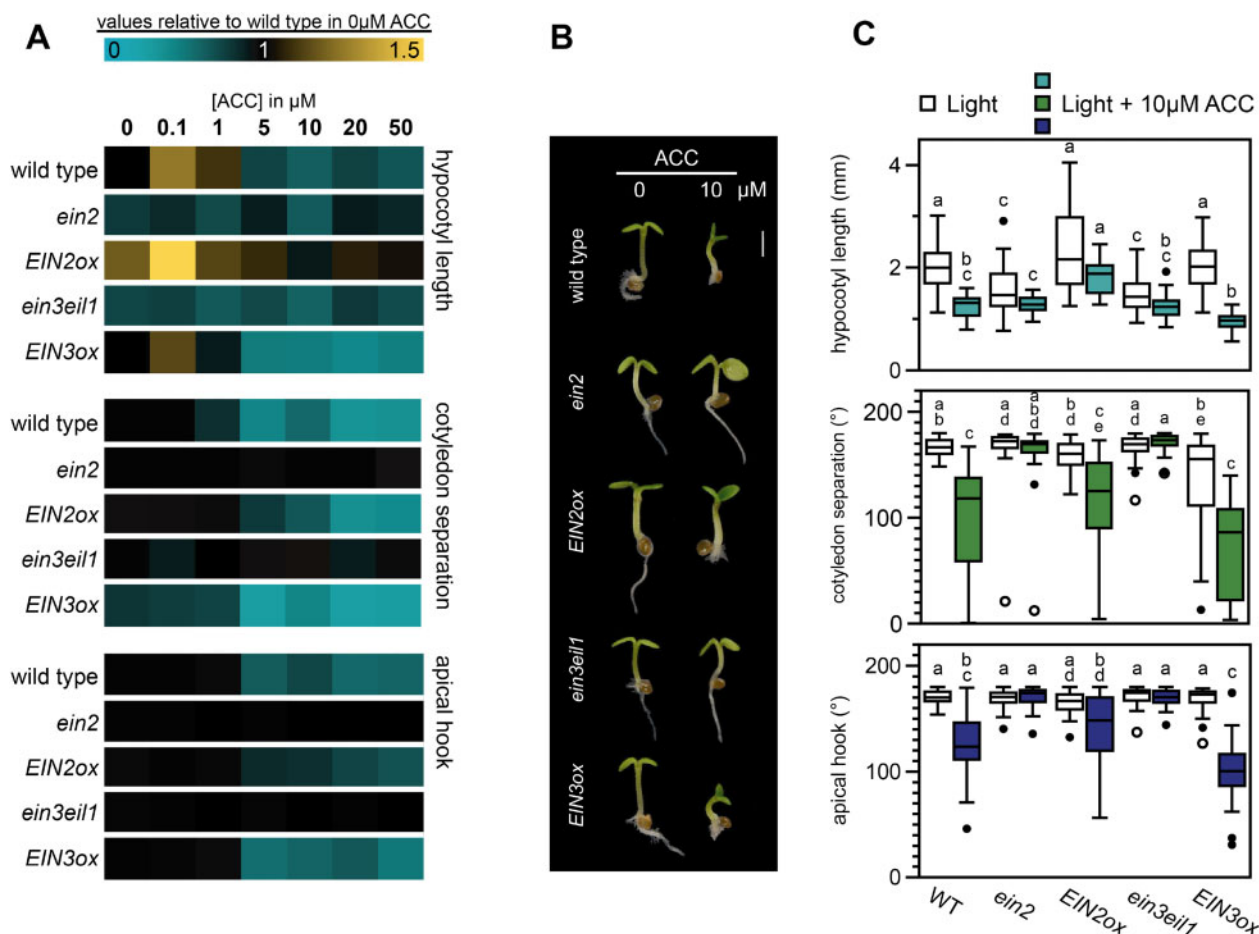 A
values relative to wild type in 0µM ACC
0 1 1.5
[ACC] in µM
0 0.1 1 5 10 20 50
wild type
ein2
EIN2ox
ein3eil1
EIN3ox
hypocotyl length
wild type
ein2
EIN2ox
ein3eil1
EIN3ox
cotyledon separation
wild type
ein2
EIN2ox
ein3eil1
EIN3ox
apical hook
B
ACC
0 10 µM
wild type
ein2
EIN2ox
ein3eil1
EIN3ox
C
Light Light + 10µM ACC
hypocotyl length (mm)
4
2
0
a b c c c a a c b c a b
cotyledon separation (°)
200
100
0
a b c a d a b d b d c e a d a b e c
apical hook (°)
200
100
0
a b c a a a d b d a a a c
WT ein2 EIN2ox ein3eil1 EIN3ox